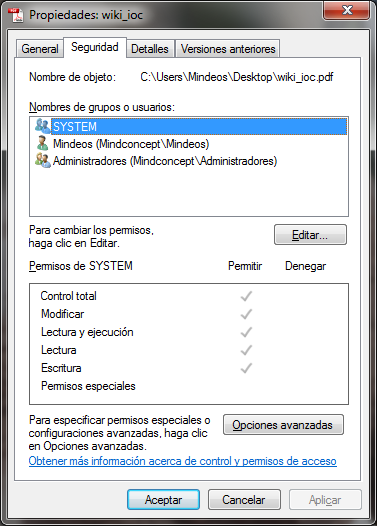 Propiedades: wiki_ioc
General Seguridad Detalles Versiones anteriores
Nombre de objeto: C:\Users\Mindeos\Desktop\wiki_ioc.pdf
Nombres de grupos o usuarios:
SYSTEM
Mindeos (Mindconcept\Mindeos)
Administradores (Mindconcept\Administradores)
Para cambiar los permisos,
haga clic en Editar.
Editar...
Permisos de SYSTEM Permitir Denegar
Control total
Modificar
Lectura y ejecución
Lectura
Escritura
Permisos especiales
Para especificar permisos especiales o
configuraciones avanzadas, haga clic
en Opciones avanzadas.
Opciones avanzadas
Obtener más información acerca de control y permisos de acceso
Aceptar Cancelar Aplicar